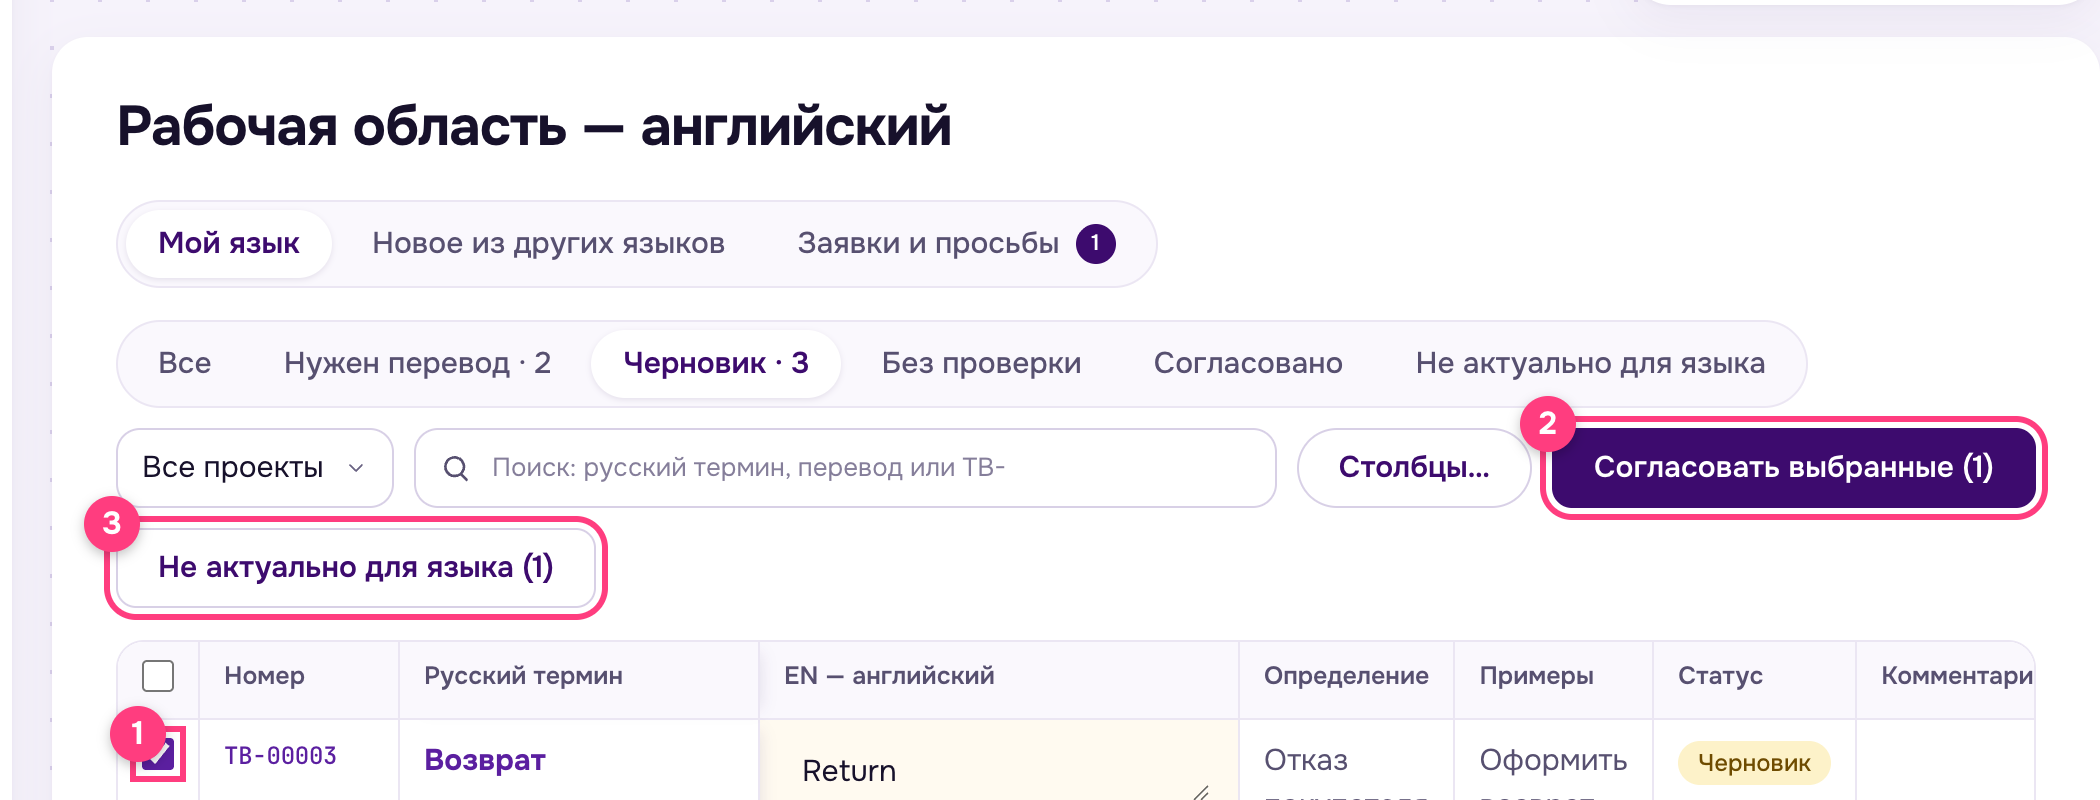 Рабочая область — английский
Мой язык Новое из других языков Заявки и просьбы 1
Все Нужен перевод · 2 Черновик · 3 Без проверки Согласовано Не актуально для языка
2
Все проекты Поиск: русский термин, перевод или ТВ- Столбцы... Согласовать выбранные (1)
3
Не актуально для языка (1)
Номер Русский термин EN — английский Определение Примеры Статус Комментари
1
ТВ-00003 Возврат Return Отказ Оформить Черновик